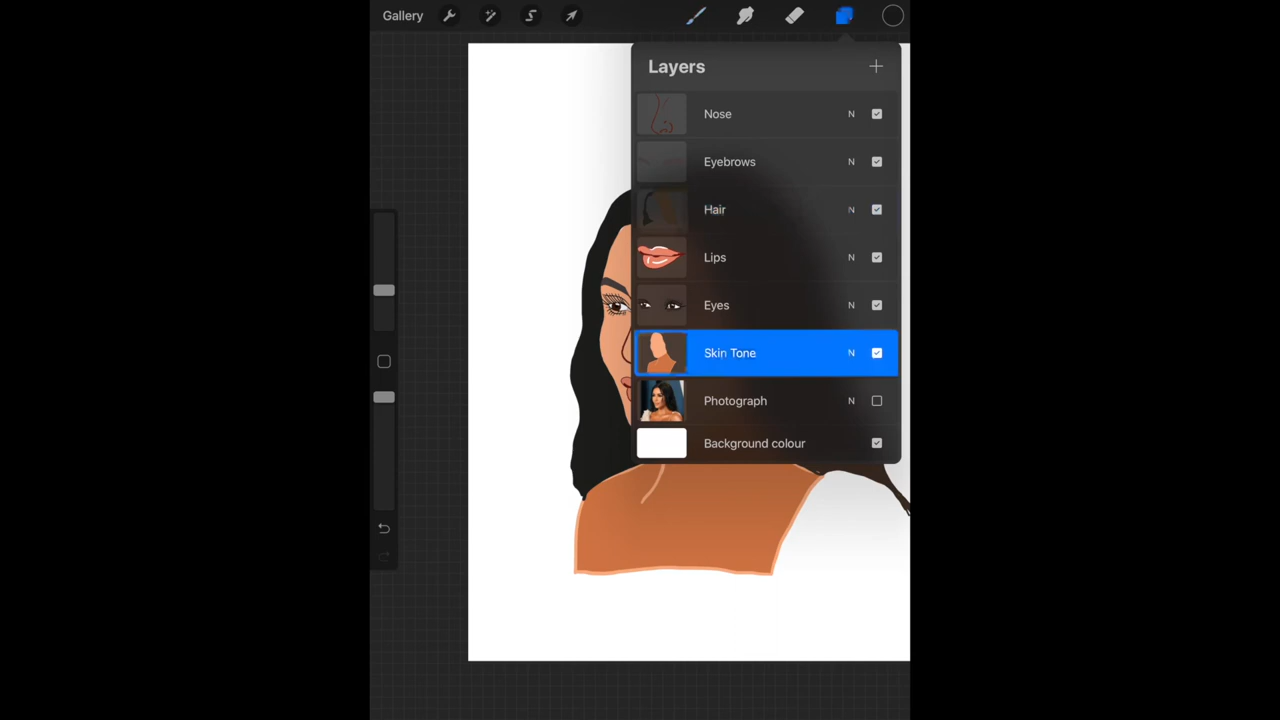 Gallery
Layers
Nose N
Eyebrows N
Hair N
Lips N
Eyes N
Skin Tone N
Photograph N
Background colour